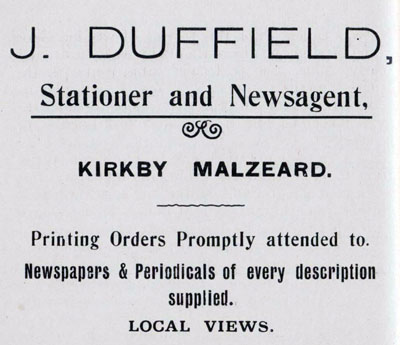 J. DUFFIELD,
Stationer and Newsagent,
KIRKBY MALZEARD.
Printing Orders Promptly attended to.
Newspapers & Periodicals of every description
supplied.
LOCAL VIEWS.